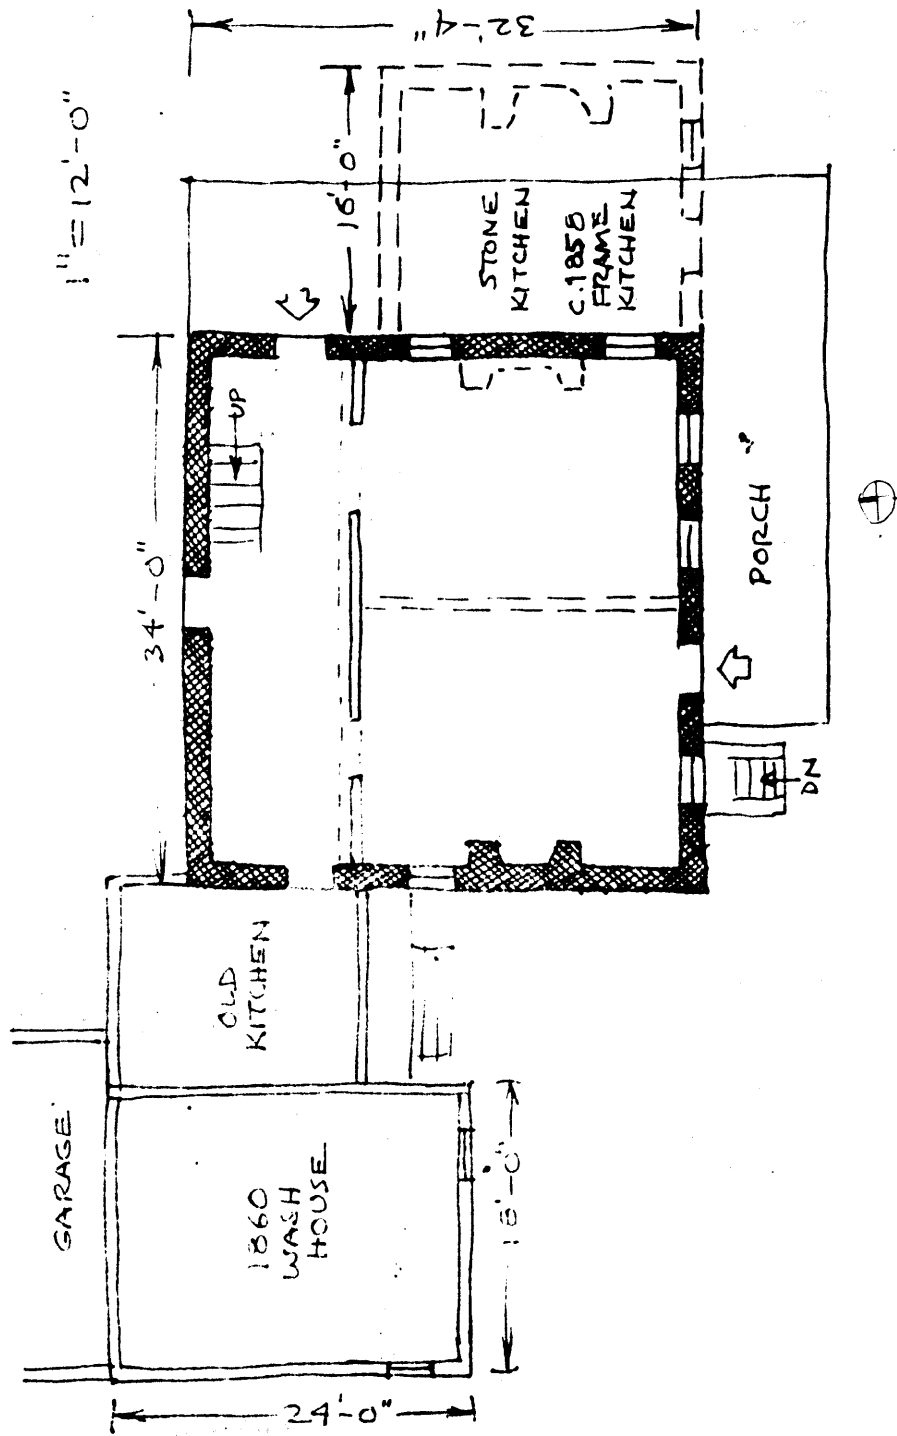 GARAGE
1"=12'-0"
34'-0"
OLD
KITCHEN
UP
1860
WASH
HOUSE
16'-0"
24'-0"
32'-4"
STONE
KITCHEN
C.1858
FRAME
KITCHEN
18'-0"
PORCH
DN